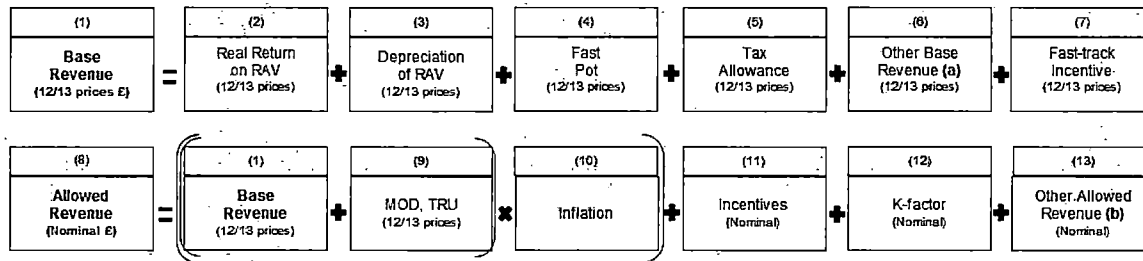 (1) (2) (3) (4) (5) (6) (7)
Base Revenue (12/13 prices £) = Real Return on RAV (12/13 prices) + Depreciation of RAV (12/13 prices) + Fast Pot (12/13 prices) + Tax Allowance (12/13 prices) + Other Base Revenue (a) (12/13 prices) + Fast-track Incentive (12/13 prices)
(8) (1) (9) (10) (11) (12) (13)
Allowed Revenue (Nominal £) = ( Base Revenue (12/13 prices) + MOD, TRU (12/13 prices) ) × Inflation ) + Incentives (Nominal) + K-factor (Nominal) + Other Allowed Revenue (b) (Nominal)